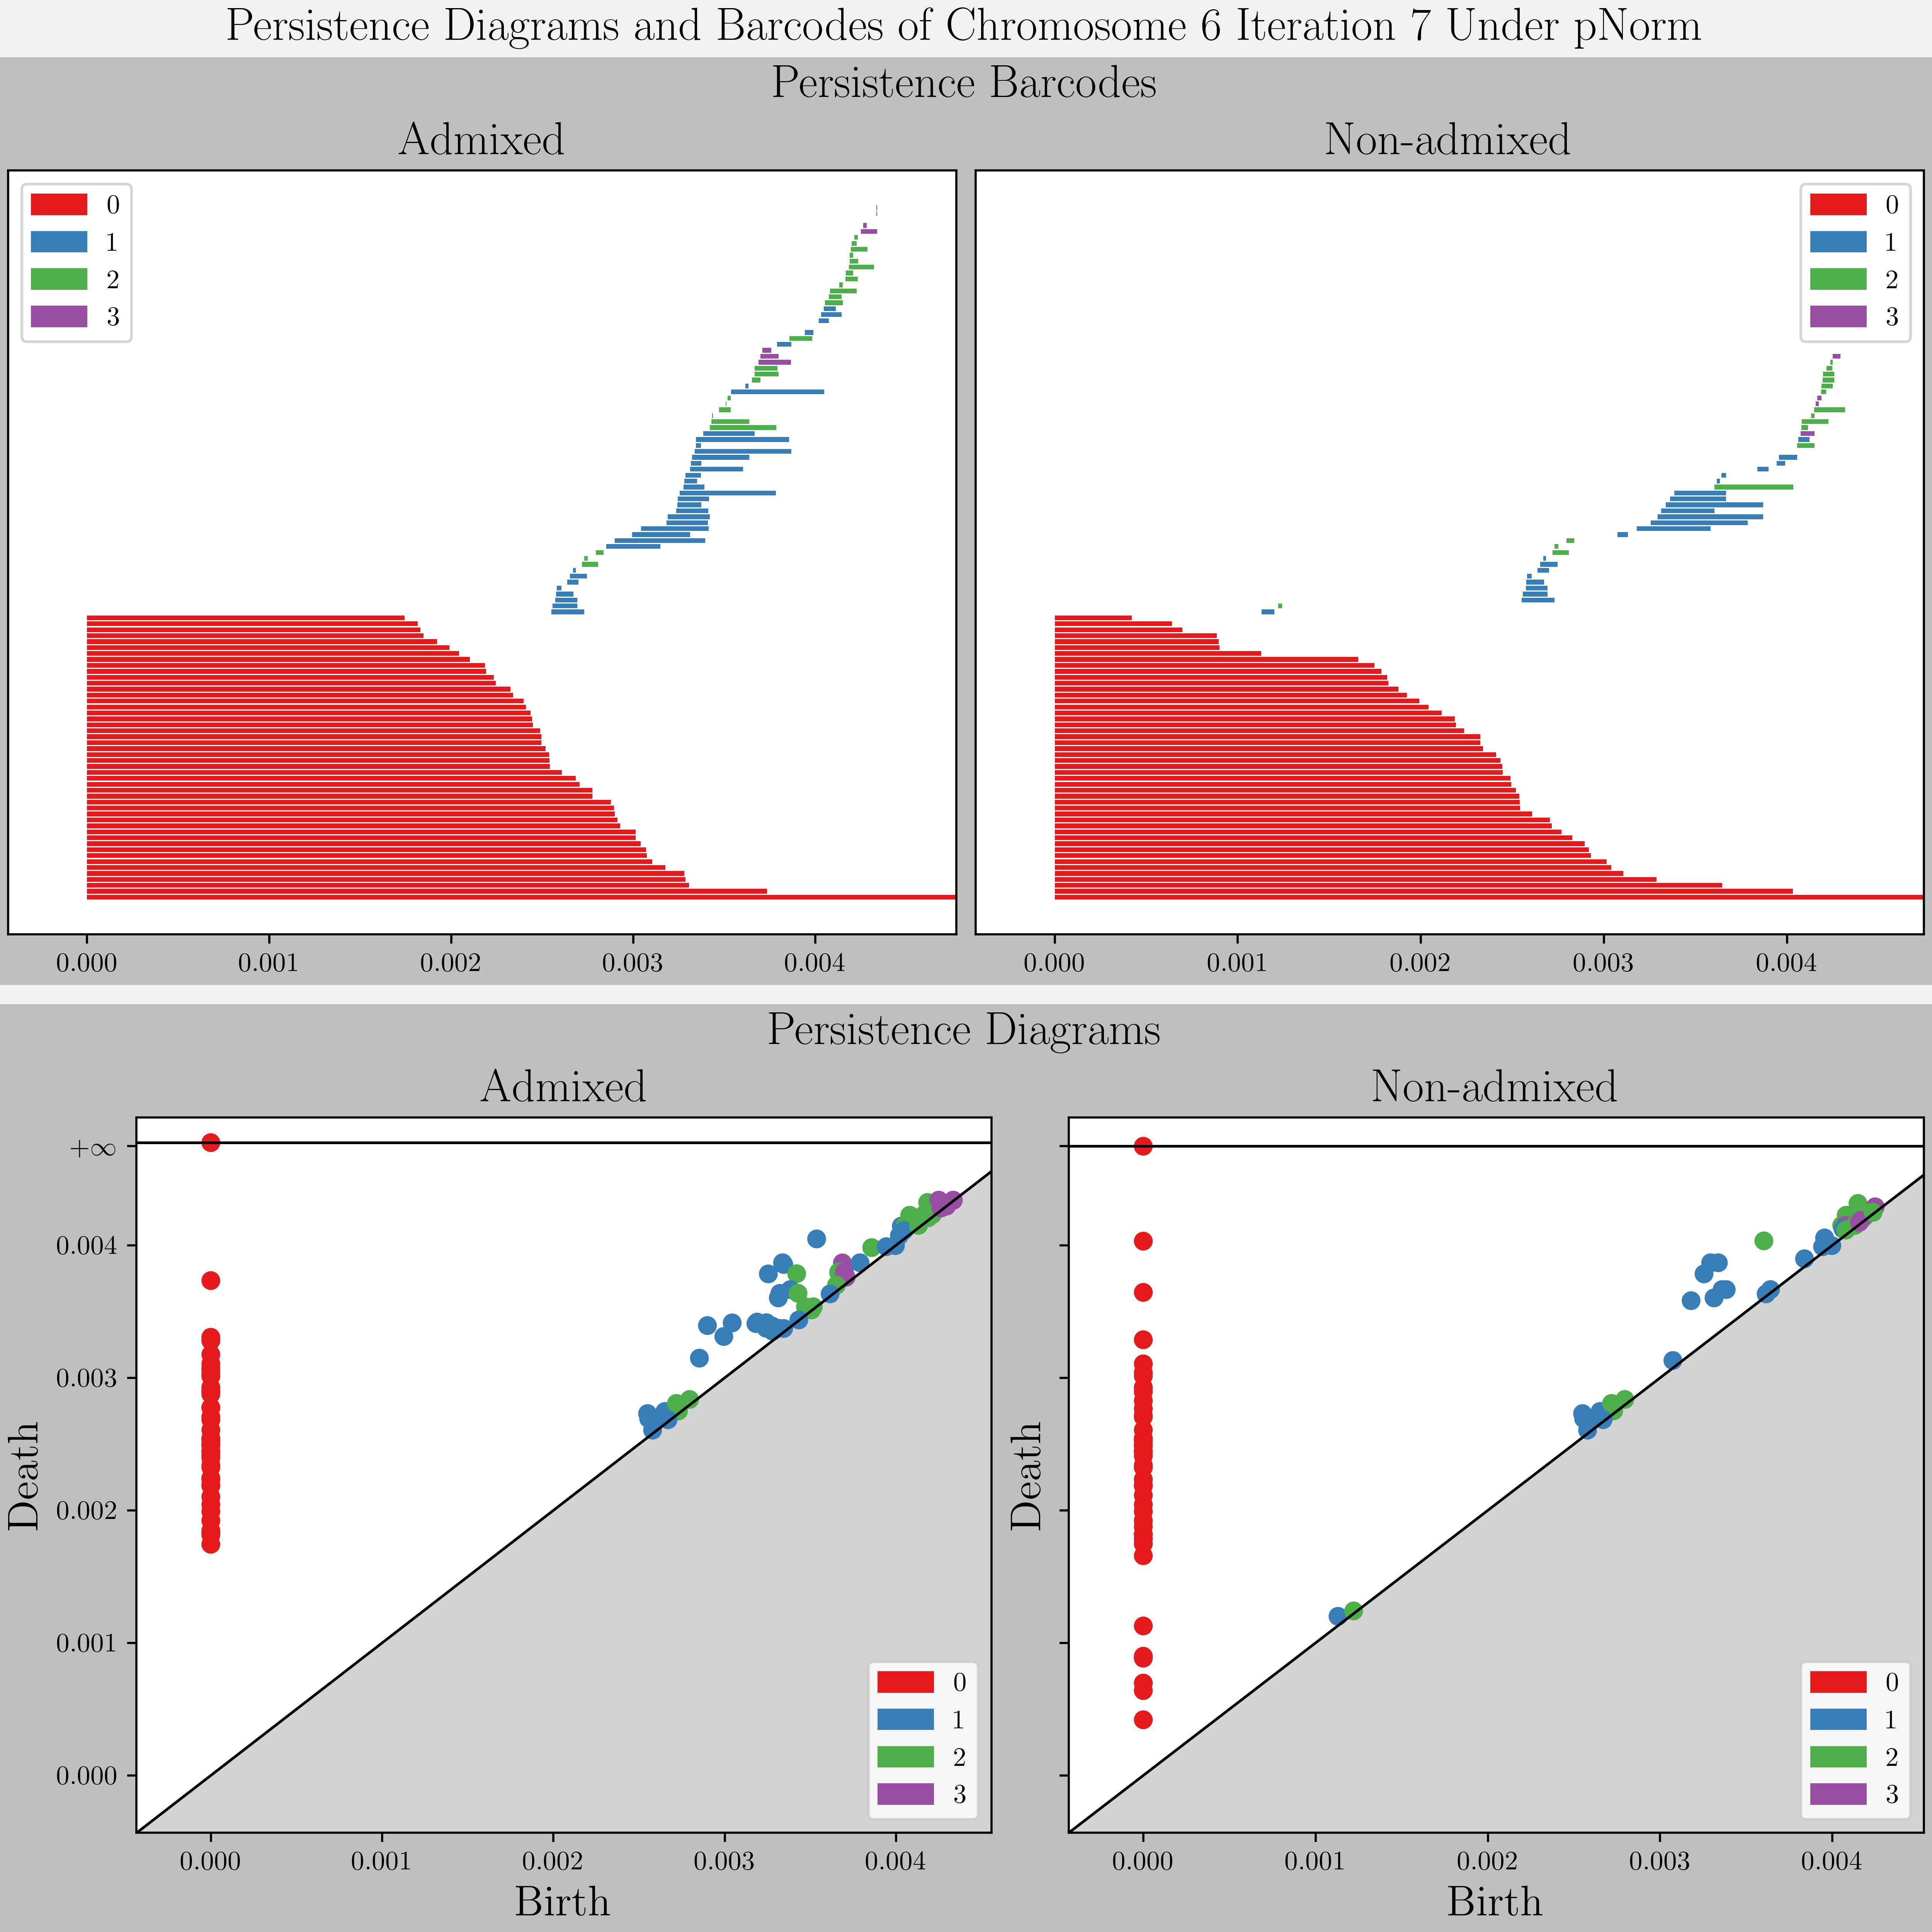 Persistence Diagrams and Barcodes of Chromosome 6 Iteration 7 Under pNorm
Persistence Barcodes
Admixed
Non-admixed
0
1
2
3
0
1
2
3
0.000 0.001 0.002 0.003 0.004
0.000 0.001 0.002 0.003 0.004
Persistence Diagrams
Admixed
Non-admixed
+∞
0.004
0.003
0.002
0.001
0.000
Death
Death
0
1
2
3
0
1
2
3
0.000 0.001 0.002 0.003 0.004
0.000 0.001 0.002 0.003 0.004
Birth
Birth